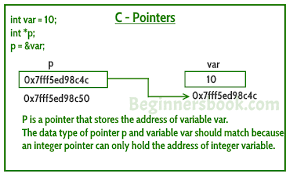 C - Pointers
int var = 10;
int *p;
p = &var;
p
var
0x7fff5ed98c4c
10
0x7fff5ed98c50
0x7fff5ed98c4c
Beginnersbook.com
P is a pointer that stores the address of variable var.
The data type of pointer p and variable var should match because
an integer pointer can only hold the address of integer variable.